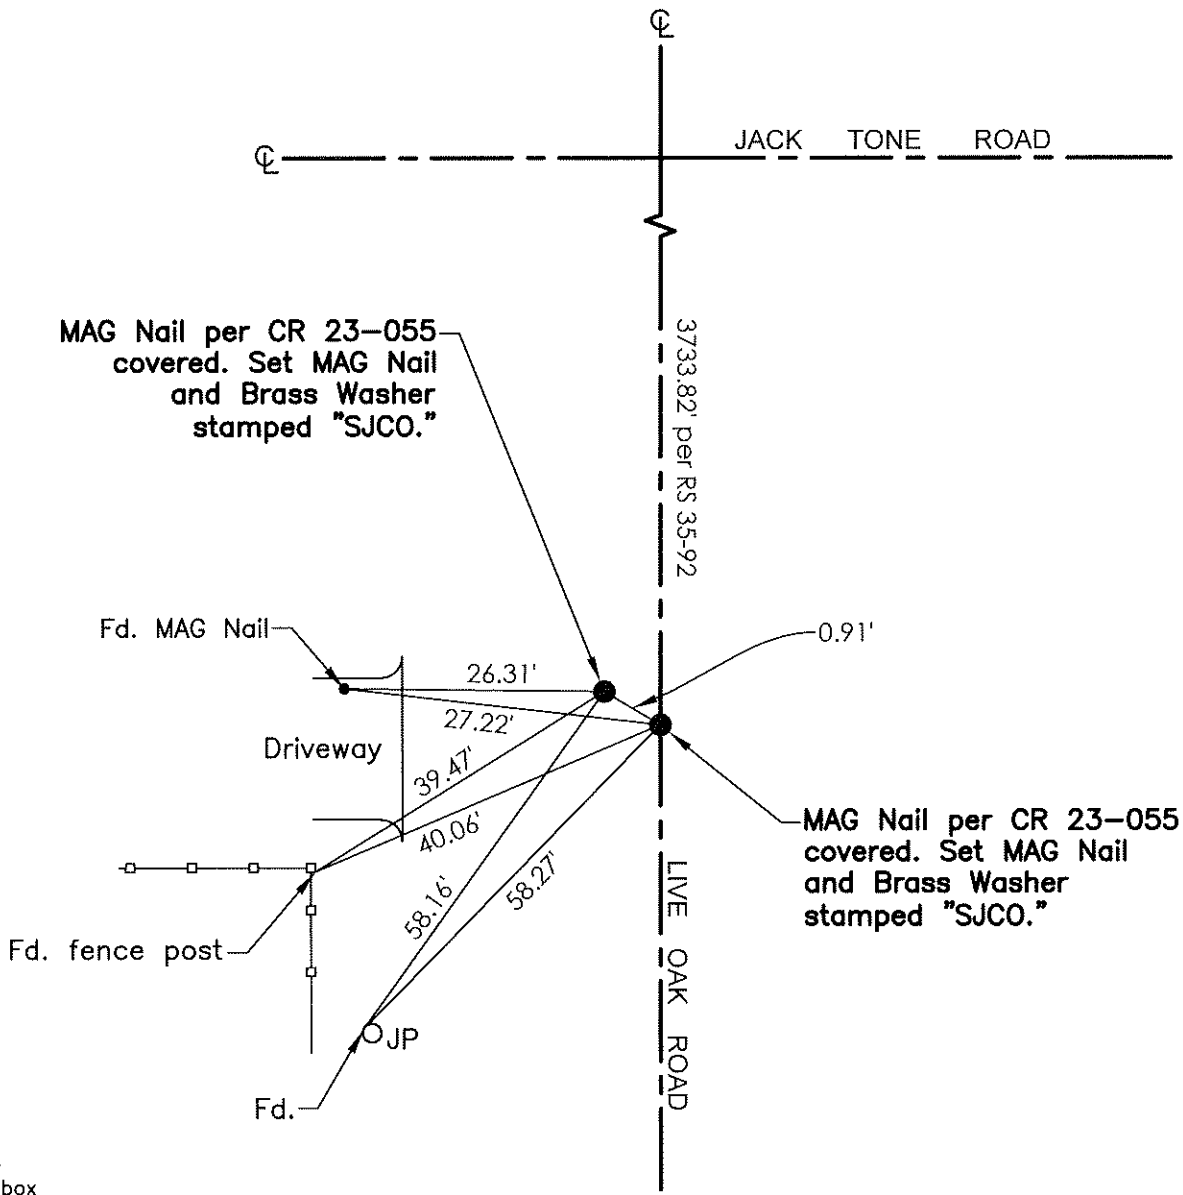 ℄
℄
JACK TONE ROAD
MAG Nail per CR 23-055
covered. Set MAG Nail
and Brass Washer
stamped "SJCO."
3733.82' per RS 35-92
Fd. MAG Nail
0.91'
26.31'
27.22'
Driveway
39.47'
40.06'
MAG Nail per CR 23-055
covered. Set MAG Nail
and Brass Washer
stamped "SJCO."
58.16'
58.27'
LIVE OAK ROAD
Fd. fence post
JP
Fd.
box